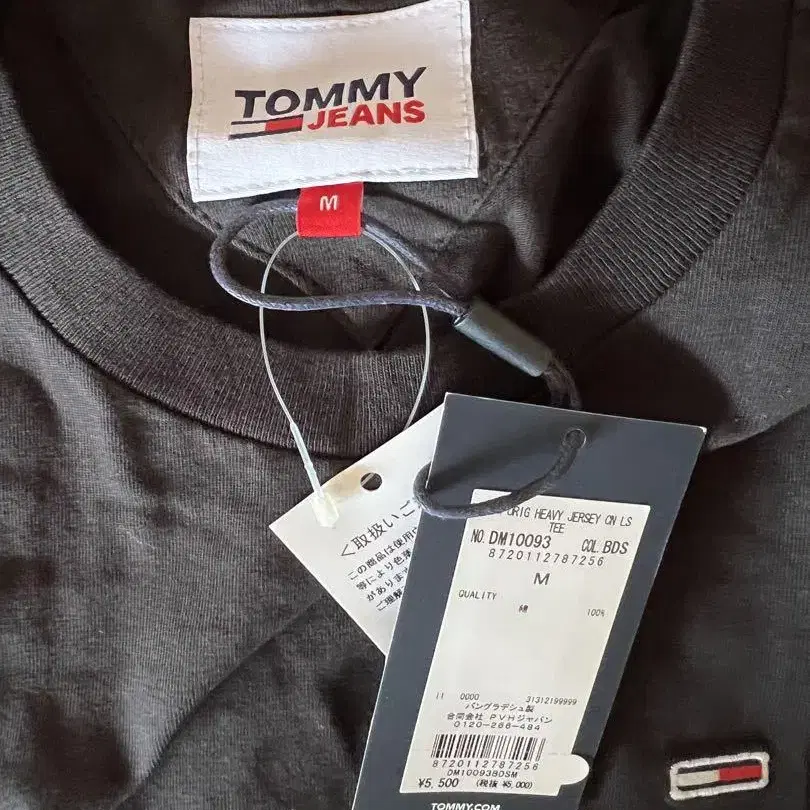 TOMMY
JEANS
M
<取扱いご
この商品は使用
等により色落
がありま
ご理解
ORIG HEAVY JERSEY CN LS
TEE
NO. DM10093 COL. BDS
8720112787256
M
QUALITY
綿 100%
11 0000 31312199999
バングラデシュ製
合同会社 PVHジャパン
0120-266-484
8720112787256
DM10093BDSM
¥5,500 (税抜 ¥5,000)
TOMMY.COM